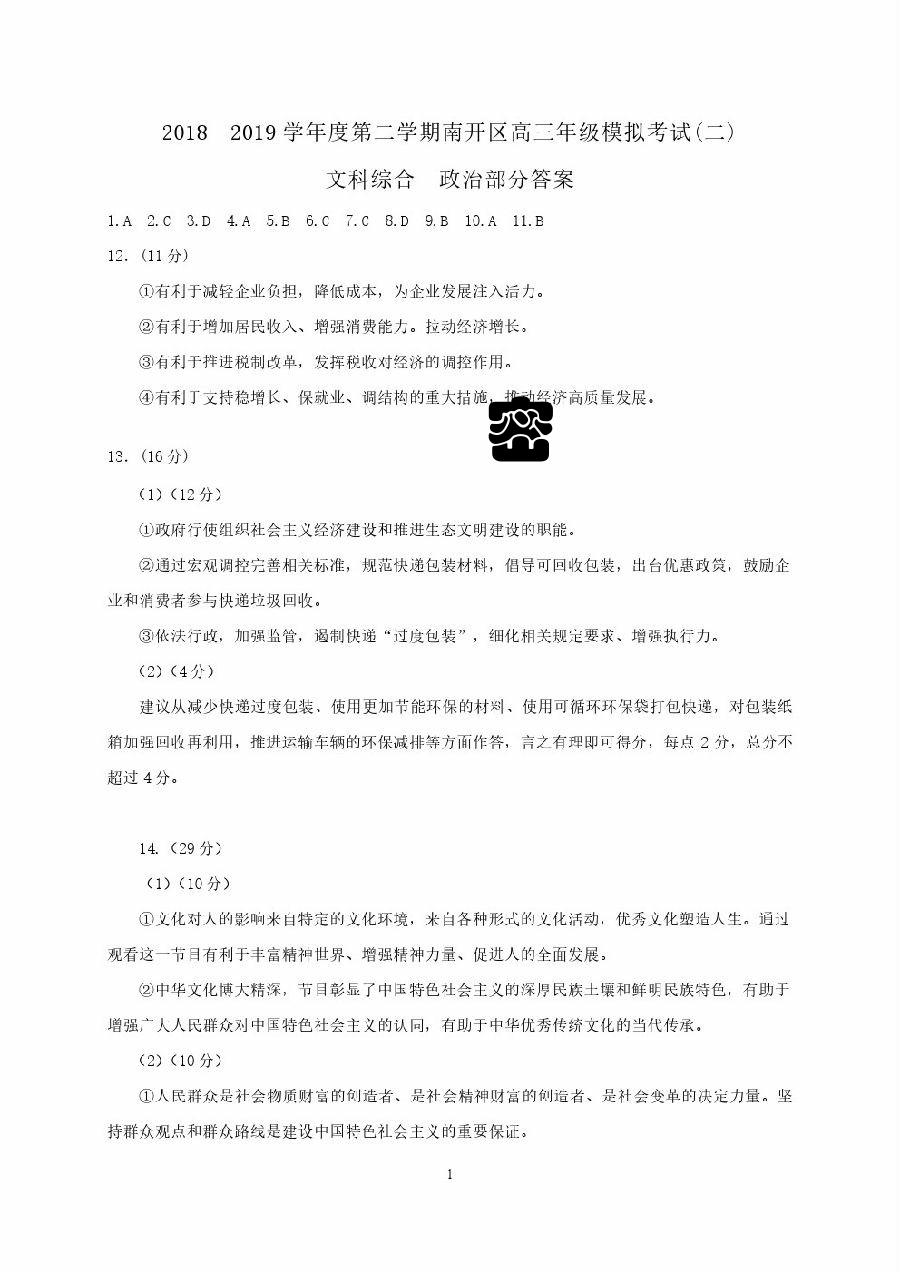 2018 2019学年度第二学期南开区高三年级模拟考试(二)
文科综合 政治部分答案
1.A 2.C 3.D 4.A 5.B 6.C 7.C 8.D 9.B 10.A 11.B
12.(11分)
①有利于减轻企业负担，降低成本，为企业发展注入活力。
②有利于增加居民收入、增强消费能力。拉动经济增长。
③有利于推进税制改革，发挥税收对经济的调控作用。
④有利于支持稳增长、保就业、调结构的重大措施，推动经济高质量发展。
13.(16分)
（1）（12分）
①政府行使组织社会主义经济建设和推进生态文明建设的职能。
②通过宏观调控完善相关标准，规范快递包装材料，倡导可回收包装，出台优惠政策，鼓励企
业和消费者参与快递垃圾回收。
③依法行政，加强监管，遏制快递“过度包装”，细化相关规定要求、增强执行力。
（2）（4分）
建议从减少快递过度包装、使用更加节能环保的材料、使用可循环环保袋打包快递，对包装纸
箱加强回收再利用，推进运输车辆的环保减排等方面作答，言之有理即可得分，每点2分，总分不
超过4分。
14.（29分）
（1）（10分）
①文化对人的影响来自特定的文化环境，来自各种形式的文化活动，优秀文化塑造人生。通过
观看这一节目有利于丰富精神世界、增强精神力量、促进人的全面发展。
②中华文化博大精深，节目彰显了中国特色社会主义的深厚民族土壤和鲜明民族特色，有助于
增强广大人民群众对中国特色社会主义的认同，有助于中华优秀传统文化的当代传承。
（2）（10分）
①人民群众是社会物质财富的创造者、是社会精神财富的创造者、是社会变革的决定力量。坚
持群众观点和群众路线是建设中国特色社会主义的重要保证。
1